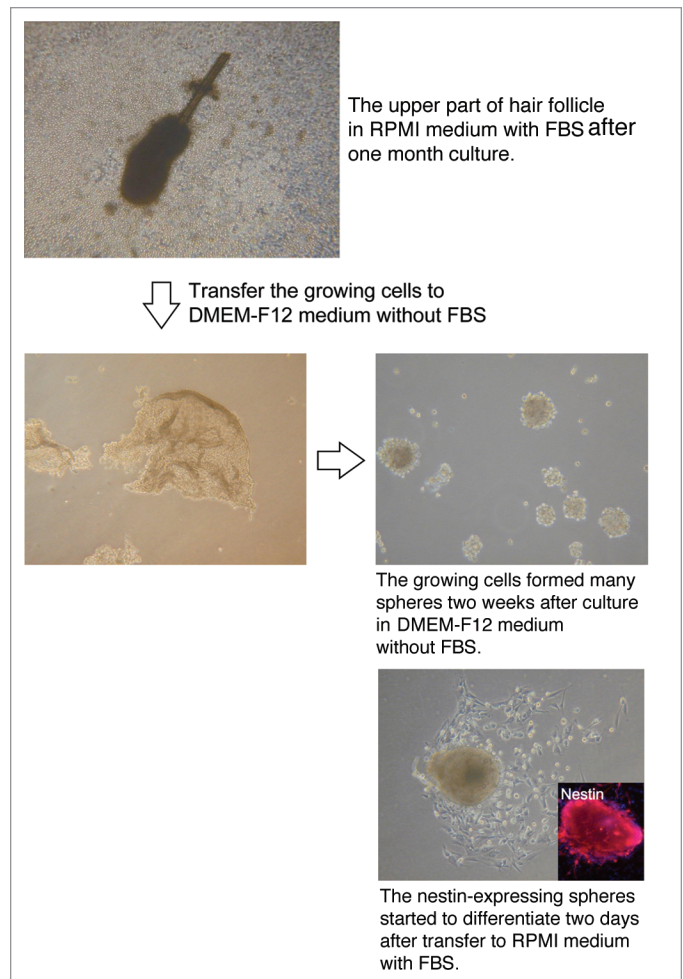 The upper part of hair follicle
in RPMI medium with FBS after
one month culture.
Transfer the growing cells to
DMEM-F12 medium without FBS
The growing cells formed many
spheres two weeks after culture
in DMEM-F12 medium
without FBS.
Nestin
The nestin-expressing spheres
started to differentiate two days
after transfer to RPMI medium
with FBS.